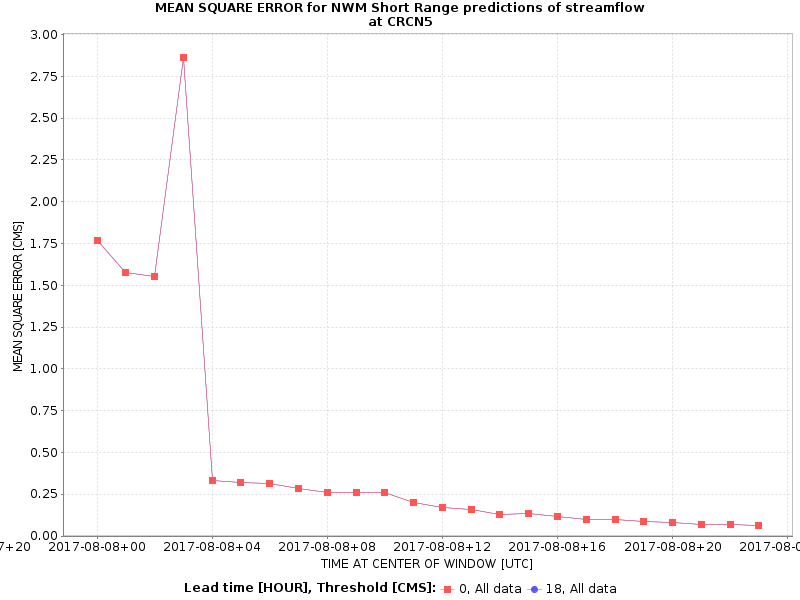 MEAN SQUARE ERROR for NWM Short Range predictions of streamflow
at CRCN5
3.00
2.75
2.50
2.25
2.00
1.75
1.50
1.25
1.00
0.75
0.50
0.25
0.00
MEAN SQUARE ERROR [CMS]
7+20 2017-08-08+00 2017-08-08+04 2017-08-08+08 2017-08-08+12 2017-08-08+16 2017-08-08+20 2017-08-0
TIME AT CENTER OF WINDOW [UTC]
Lead time [HOUR], Threshold [CMS]: 0, All data 18, All data